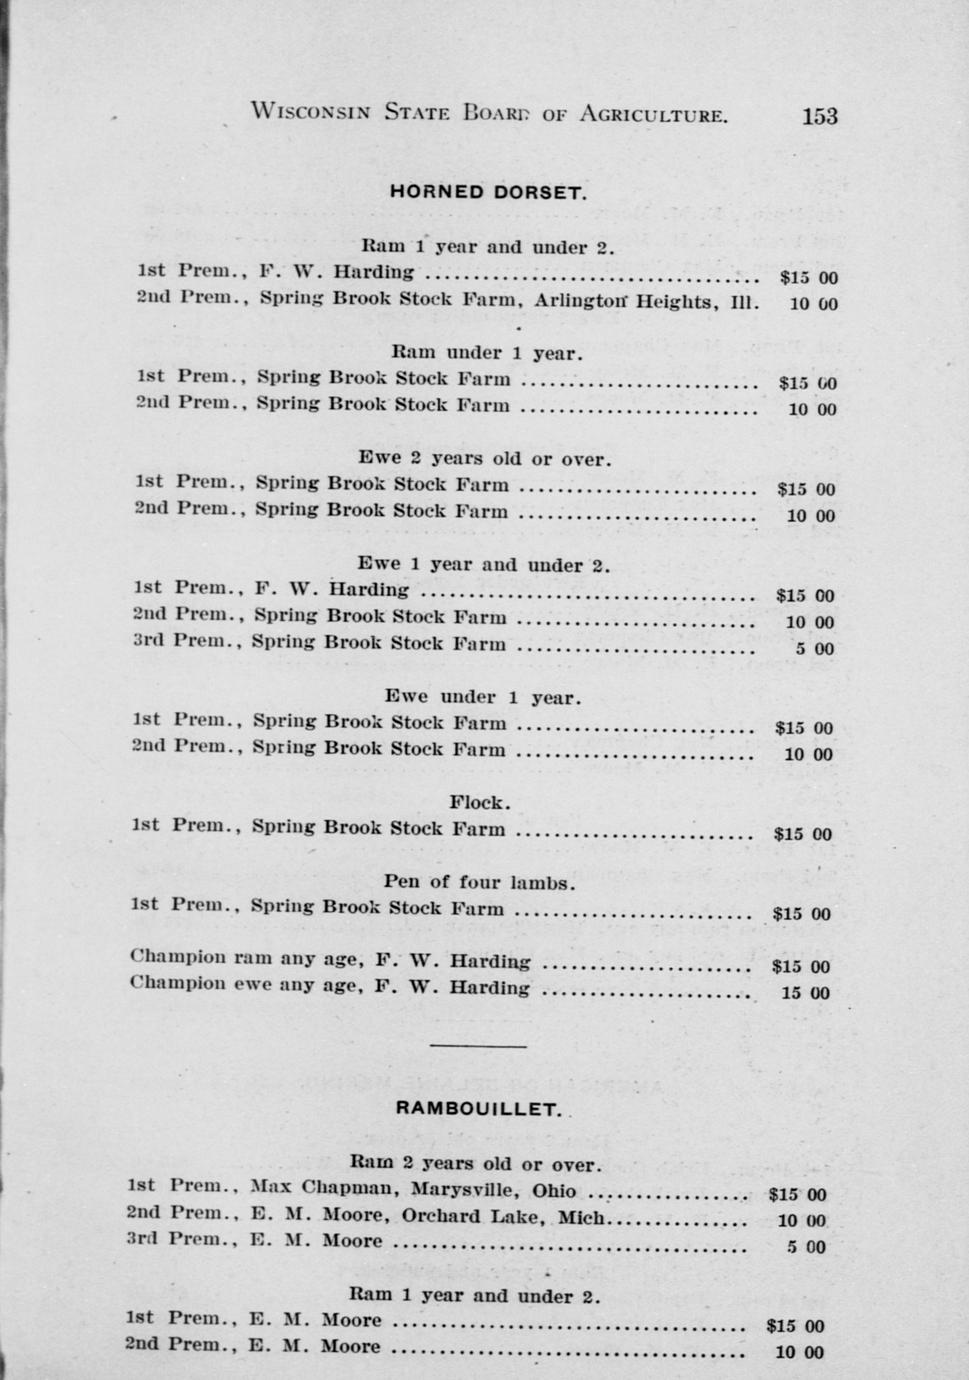 WISCONSIN STATE BOARD OF AGRICULTURE. 153
HORNED DORSET.
Ram 1 year and under 2.
1st Prem., F. W. Harding .................................. $15 00
2nd Prem., Spring Brook Stock Farm, Arlington Heights, Ill. 10 00
Ram under 1 year.
1st Prem., Spring Brook Stock Farm ......................... $15 00
2nd Prem., Spring Brook Stock Farm ......................... 10 00
Ewe 2 years old or over.
1st Prem., Spring Brook Stock Farm ......................... $15 00
2nd Prem., Spring Brook Stock Farm ......................... 10 00
Ewe 1 year and under 2.
1st Prem., F. W. Harding .................................. $15 00
2nd Prem., Spring Brook Stock Farm ......................... 10 00
3rd Prem., Spring Brook Stock Farm ......................... 5 00
Ewe under 1 year.
1st Prem., Spring Brook Stock Farm ......................... $15 00
2nd Prem., Spring Brook Stock Farm ......................... 10 00
Flock.
1st Prem., Spring Brook Stock Farm ......................... $15 00
Pen of four lambs.
1st Prem., Spring Brook Stock Farm ......................... $15 00
Champion ram any age, F. W. Harding ...................... $15 00
Champion ewe any age, F. W. Harding ...................... 15 00
RAMBOUILLET.
Ram 2 years old or over.
1st Prem., Max Chapman, Marysville, Ohio ................. $15 00
2nd Prem., E. M. Moore, Orchard Lake, Mich............... 10 00
3rd Prem., E. M. Moore .................................... 5 00
Ram 1 year and under 2.
1st Prem., E. M. Moore .................................... $15 00
2nd Prem., E. M. Moore .................................... 10 00